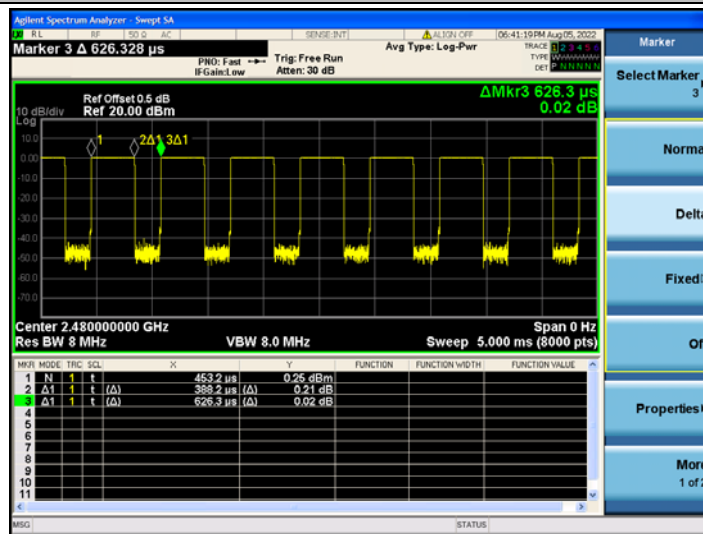 Agilent Spectrum Analyzer - Swept SA
RL RF 50 Ω AC SENSE:INT ALIGN OFF 06:41:19 PM Aug 05, 2022
Marker 3 Δ 626.328 µs
PNO: Fast
IFGain:Low
Trig: Free Run
Atten: 30 dB
Avg Type: Log-Pwr
TRACE 1 2 3 4 5 6
TYPE
DET P N N N N N
ΔMkr3 626.3 µs
0.02 dB
Ref Offset 0.5 dB
10 dB/div Ref 20.00 dBm
Log
10.0
0.00
-10.0
-20.0
-30.0
-40.0
-50.0
-60.0
-70.0
1 2Δ1 3Δ1
Center 2.480000000 GHz Span 0 Hz
Res BW 8 MHz VBW 8.0 MHz Sweep 5.000 ms (8000 pts)
MKR MODE TRC SCL X Y FUNCTION FUNCTION WIDTH FUNCTION VALUE
1 N 1 t 453.2 µs 0.25 dBm
2 Δ1 1 t (Δ) 388.2 µs (Δ) 0.21 dB
3 Δ1 1 t (Δ) 626.3 µs (Δ) 0.02 dB
4
5
6
7
8
9
10
11
MSG STATUS
Marker
Select Marker
3
Norma
Delta
Fixed
Of
Properties
More
1 of 2